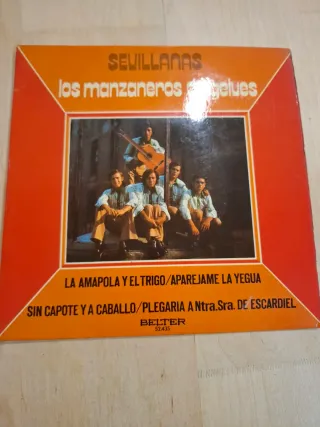 SEVILLANAS
los manzaneros
LA AMAPOLA Y EL TRIGO/APAREJAME LA YEGUA
SIN CAPOTE Y A CABALLO/PLEGARIA A Ntra. Sra. DE ESCARDIEL
BELTER